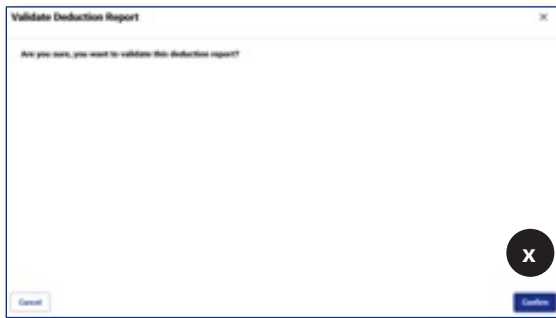 Validate Deduction Report
×
Are you sure, you want to validate this deduction report?
X
Cancel
Confirm